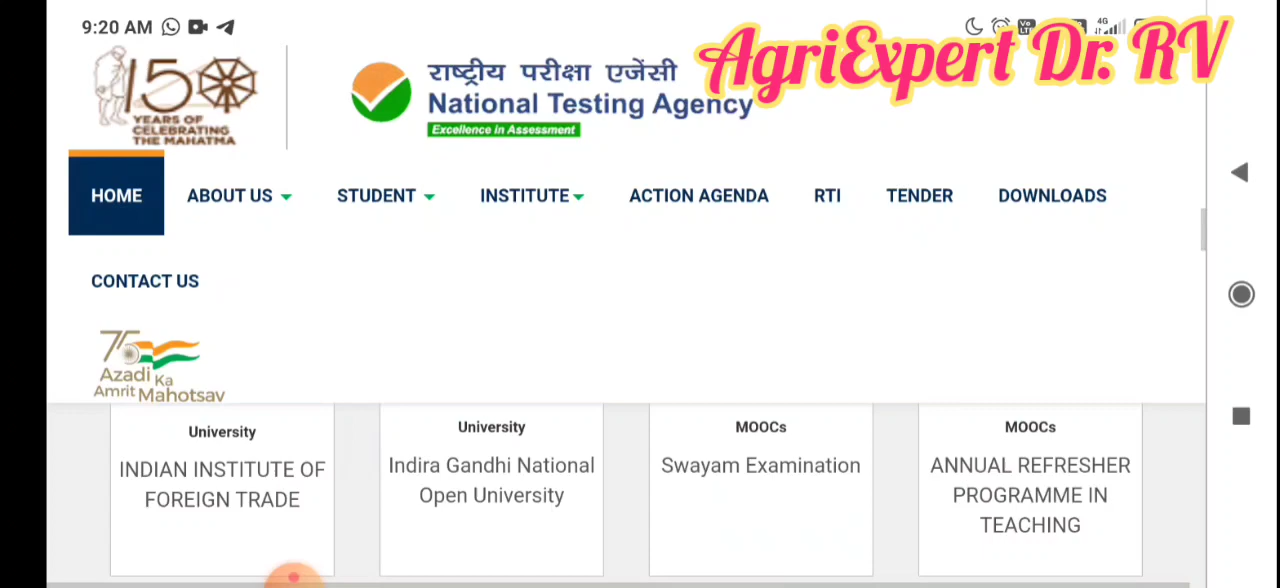 9:20 AM
4G
AgriExpert Dr. RV
150
YEARS OF
CELEBRATING
THE MAHATMA
राष्ट्रीय परीक्षा एजेंसी
National Testing Agency
Excellence in Assessment
HOME ABOUT US STUDENT INSTITUTE ACTION AGENDA RTI TENDER DOWNLOADS
CONTACT US
75
Azadi Ka
Amrit Mahotsav
University
INDIAN INSTITUTE OF
FOREIGN TRADE
University
Indira Gandhi National
Open University
MOOCs
Swayam Examination
MOOCs
ANNUAL REFRESHER
PROGRAMME IN
TEACHING